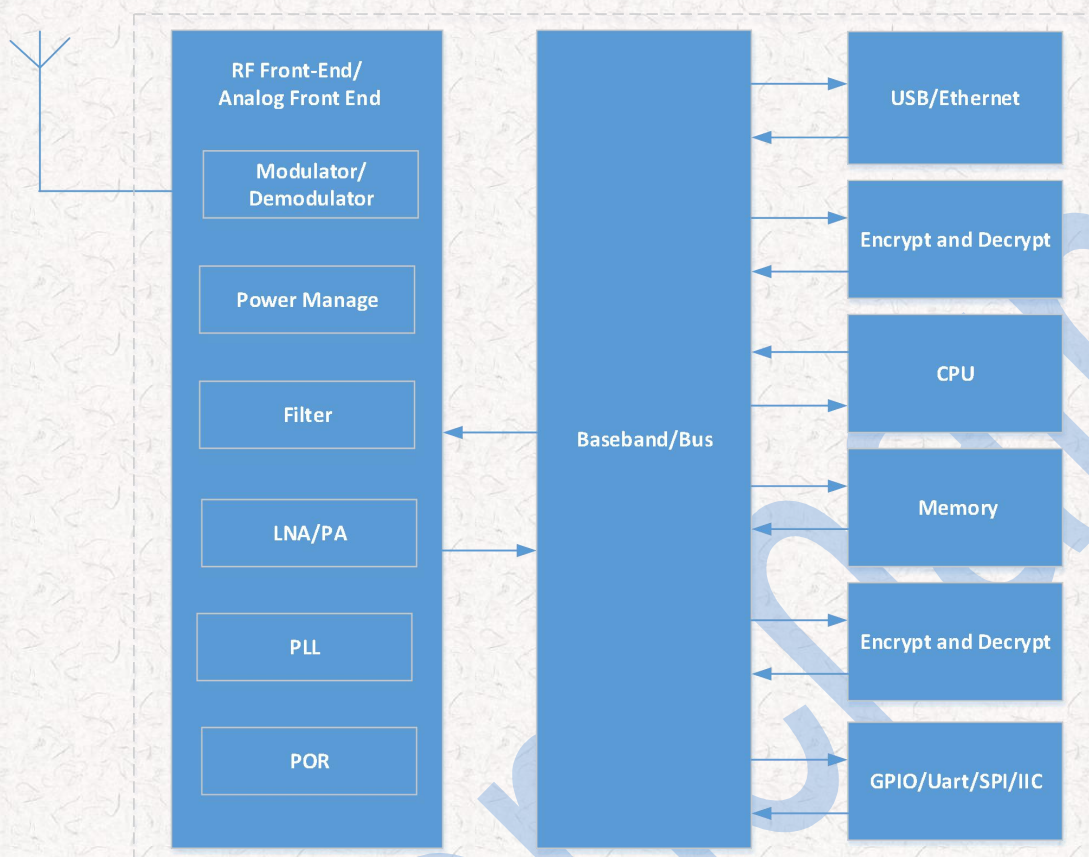 RF Front-End/
Analog Front End
Modulator/
Demodulator
Power Manage
Filter
LNA/PA
PLL
POR
Baseband/Bus
USB/Ethernet
Encrypt and Decrypt
CPU
Memory
Encrypt and Decrypt
GPIO/Uart/SPI/IIC